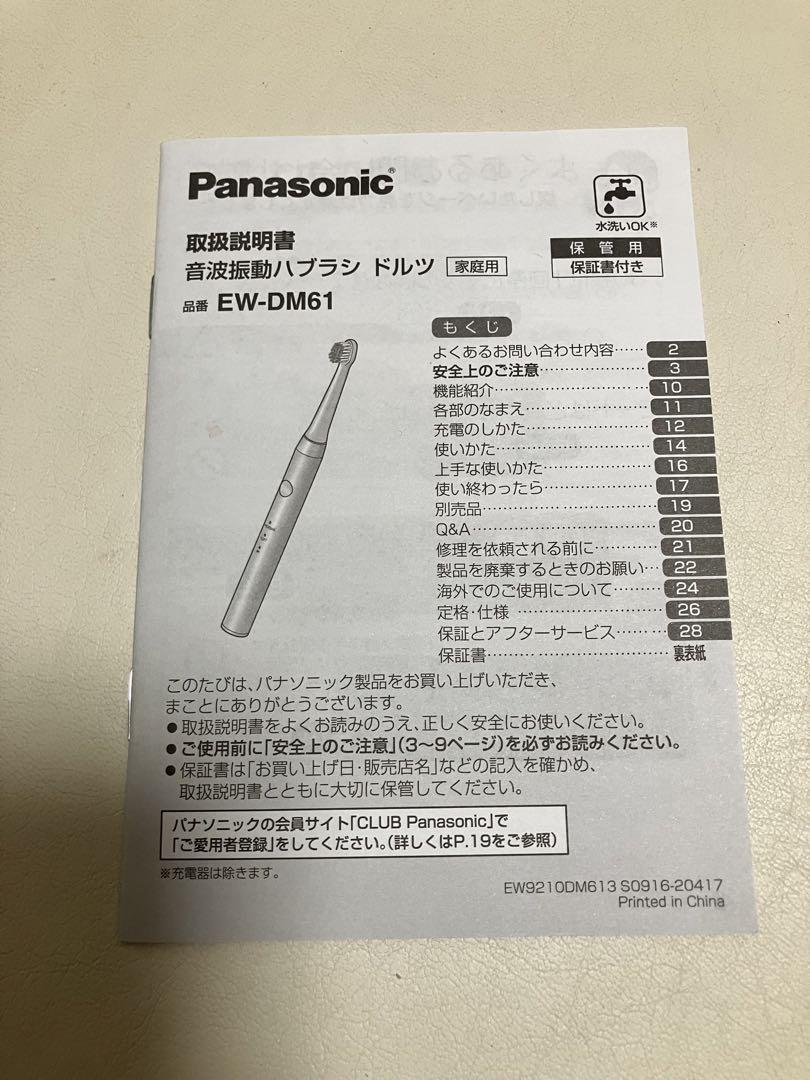 Panasonic®
取扱説明書
音波振動ハブラシ ドルツ 家庭用
品番 EW-DM61
水洗いOK※
保管用
保証書付き
もくじ
よくあるお問い合わせ内容…… 2
安全上のご注意………………… 3
機能紹介………………………… 10
各部のなまえ…………………… 11
充電のしかた…………………… 12
使いかた………………………… 14
上手な使いかた………………… 16
使い終わったら………………… 17
別売品…………………………… 19
Q&A……………………………… 20
修理を依頼される前に………… 21
製品を廃棄するときのお願い… 22
海外でのご使用について……… 24
定格・仕様……………………… 26
保証とアフターサービス……… 28
保証書…………………………… 裏表紙
このたびは、パナソニック製品をお買い上げいただき、
まことにありがとうございます。
●取扱説明書をよくお読みのうえ、正しく安全にお使いください。
●ご使用前に「安全上のご注意」(3〜9ページ)を必ずお読みください。
●保証書は「お買い上げ日・販売店名」などの記入を確かめ、
取扱説明書とともに大切に保管してください。
パナソニックの会員サイト「CLUB Panasonic」で
「ご愛用者登録」をしてください。(詳しくはP.19をご参照)
※充電器は除きます。
EW9210DM613 S0916-20417
Printed in China